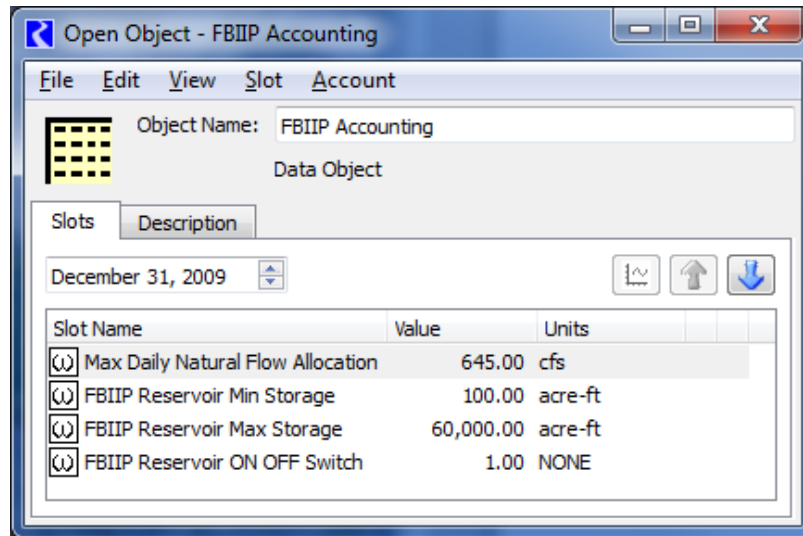 Open Object - FBIIP Accounting
File Edit View Slot Account
Object Name: FBIIP Accounting
Data Object
Slots Description
December 31, 2009
Slot Name Value Units
(ω) Max Daily Natural Flow Allocation 645.00 cfs
(ω) FBIIP Reservoir Min Storage 100.00 acre-ft
(ω) FBIIP Reservoir Max Storage 60,000.00 acre-ft
(ω) FBIIP Reservoir ON OFF Switch 1.00 NONE